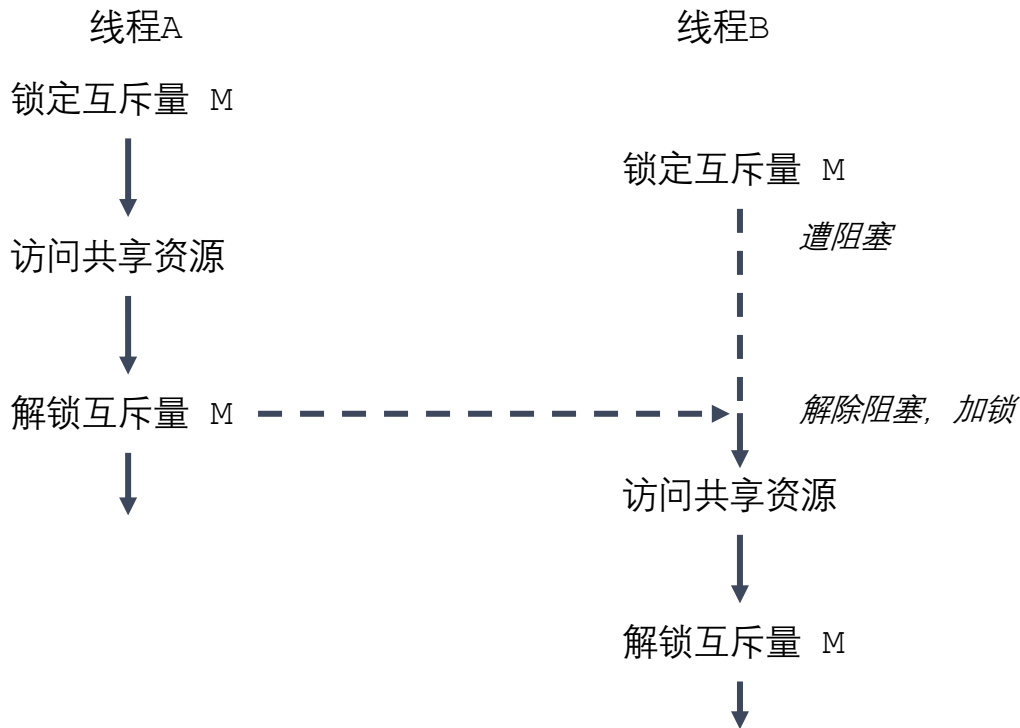 线程A
线程B
锁定互斥量 M
锁定互斥量 M
遭阻塞
访问共享资源
解锁互斥量 M
解除阻塞, 加锁
访问共享资源
解锁互斥量 M